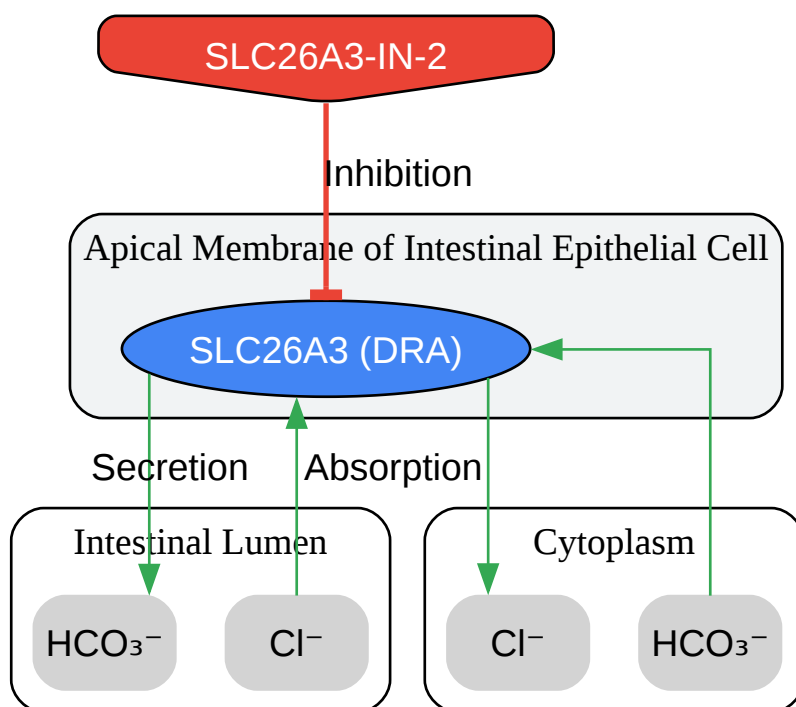 SLC26A3-IN-2
Inhibition
Apical Membrane of Intestinal Epithelial Cell
SLC26A3 (DRA)
Secretion
Absorption
Intestinal Lumen
Cytoplasm
HCO₃⁻
Cl⁻
Cl⁻
HCO₃⁻